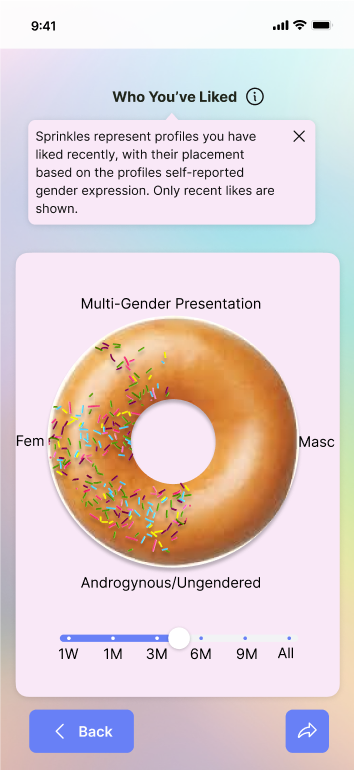 9:41
Who You’ve Liked
Sprinkles represent profiles you have
liked recently, with their placement
based on the profiles self-reported
gender expression. Only recent likes are
shown.
Multi-Gender Presentation
Fem
Masc
Androgynous/Ungendered
1W 1M 3M 6M 9M All
Back